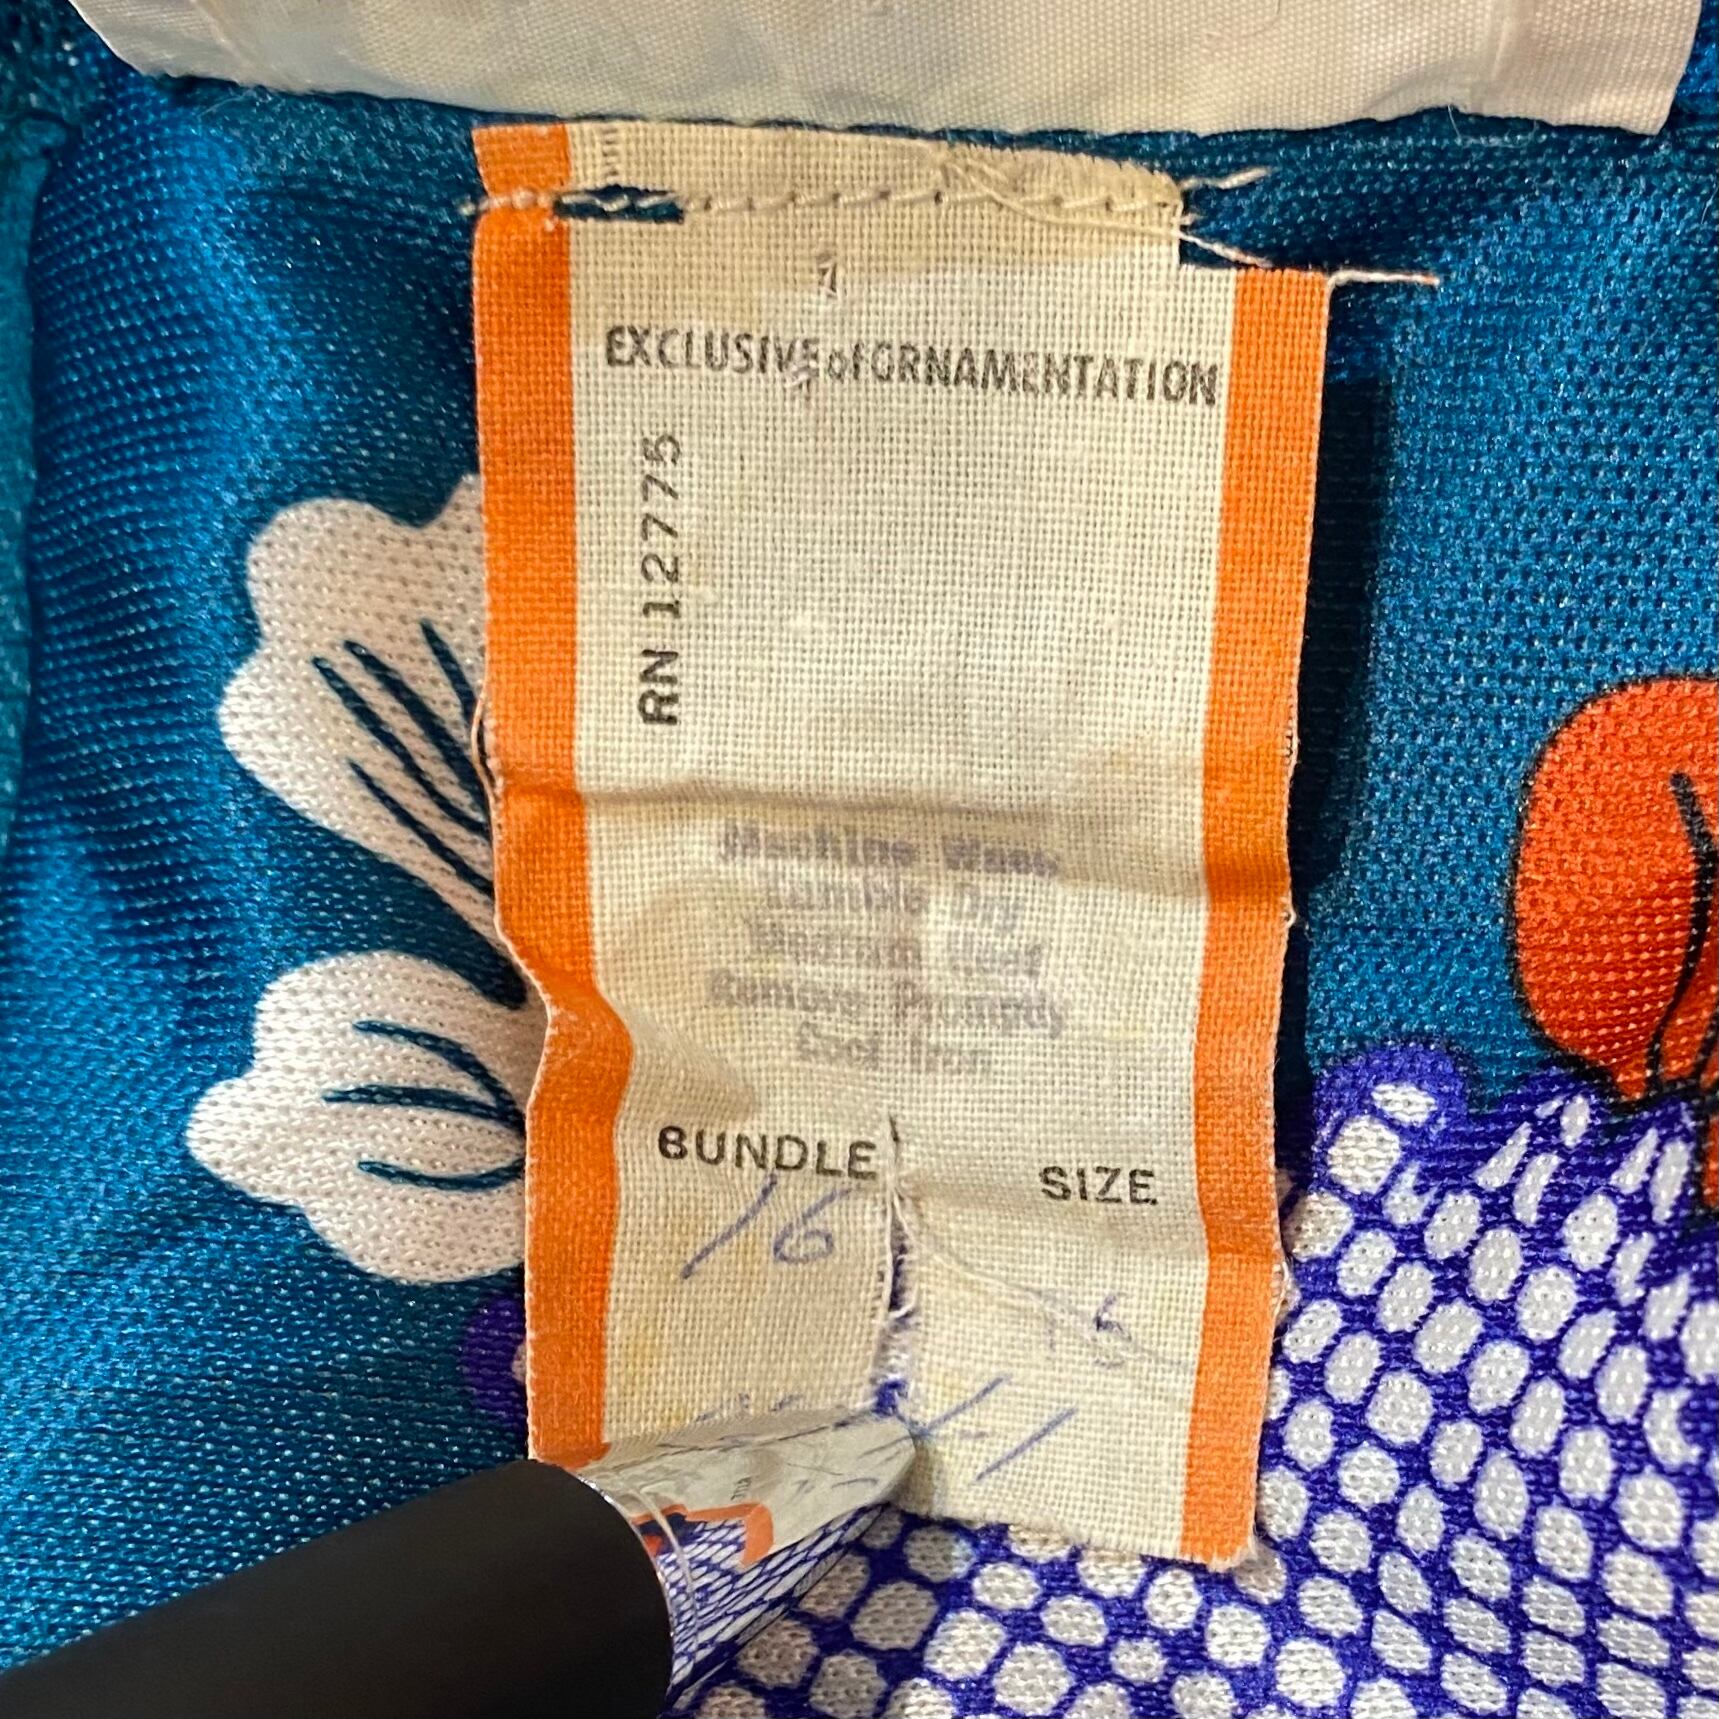 EXCLUSIVE of ORNAMENTATION
RN 12775
Machine Wash
Tumble Dry
Medium Heat
Remove Promptly
Cool Iron
BUNDLE
SIZE
16